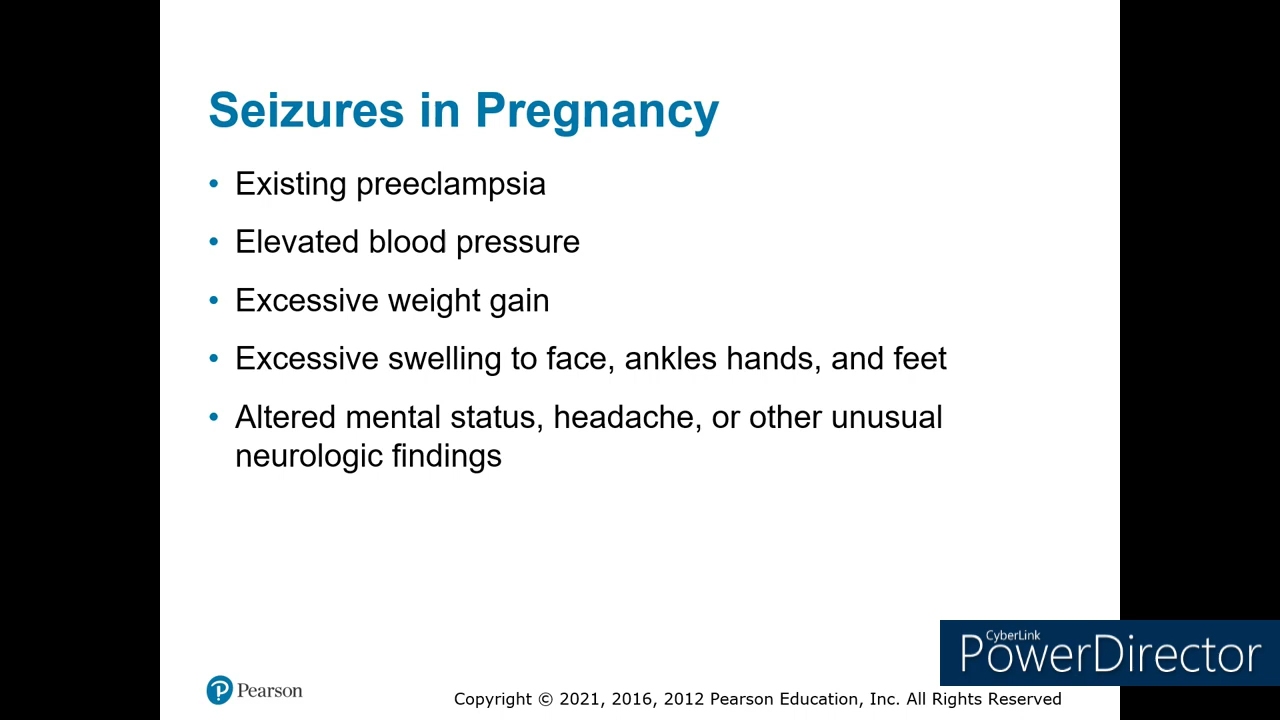 Seizures in Pregnancy
• Existing preeclampsia
• Elevated blood pressure
• Excessive weight gain
• Excessive swelling to face, ankles hands, and feet
• Altered mental status, headache, or other unusual
neurologic findings
CyberLink
PowerDirector
Pearson
Copyright © 2021, 2016, 2012 Pearson Education, Inc. All Rights Reserved